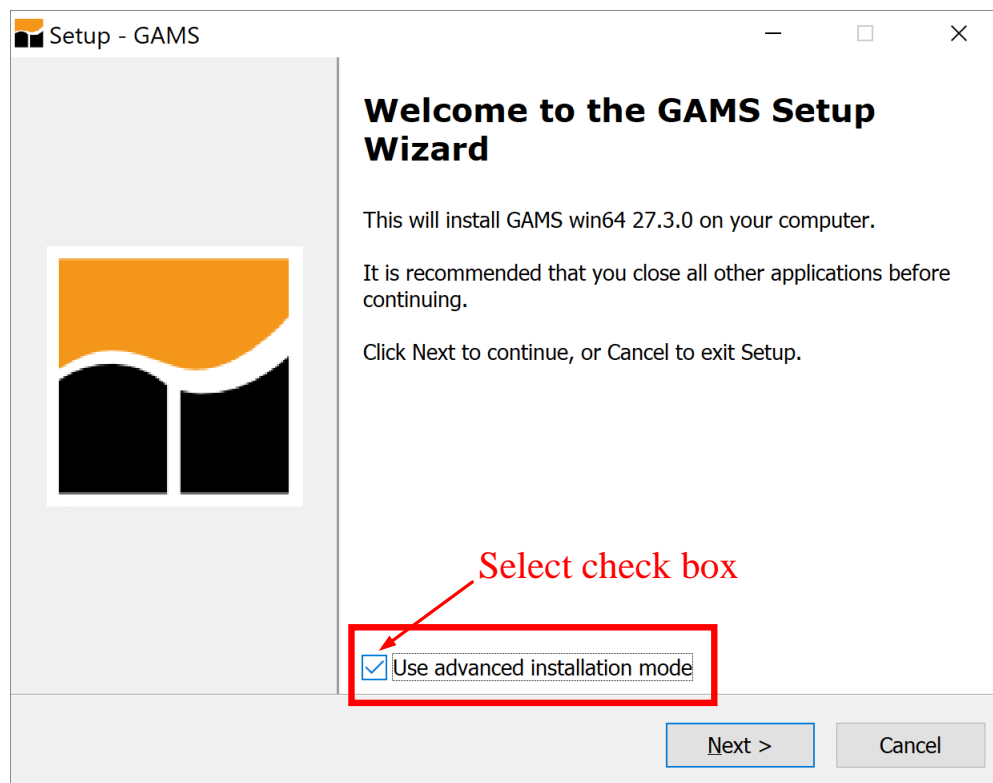 Setup - GAMS
Welcome to the GAMS Setup
Wizard
This will install GAMS win64 27.3.0 on your computer.
It is recommended that you close all other applications before
continuing.
Click Next to continue, or Cancel to exit Setup.
Select check box
Use advanced installation mode
Next >
Cancel